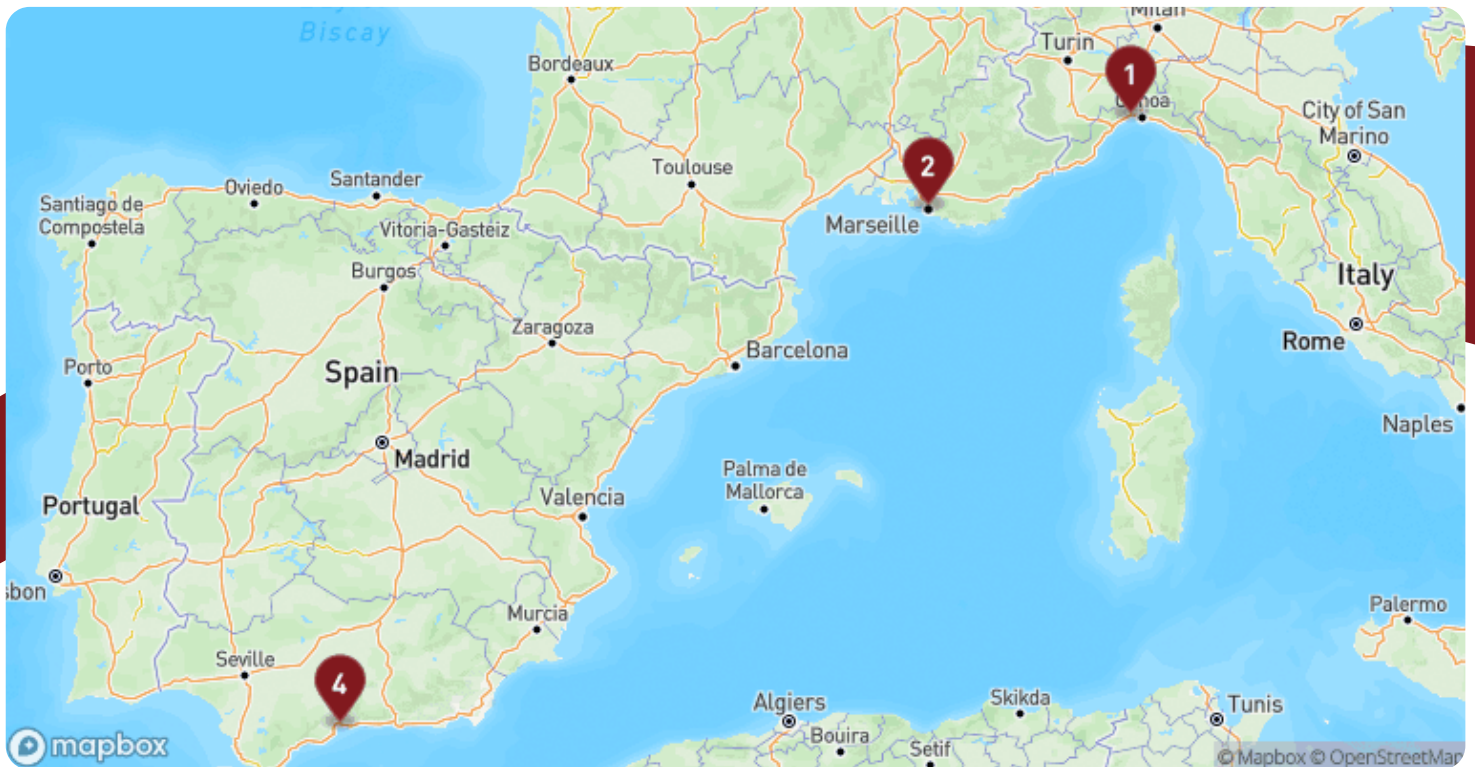 Biscay
Milan
Turin
1
Bordeaux
City of San
Marino
2
Toulouse
Santander
Oviedo
Santiago de
Compostela
Marseille
Vitoria-Gasteiz
Burgos
Italy
Zaragoza
Rome
Barcelona
Porto
Spain
Naples
Madrid
Palma de
Mallorca
Valencia
Portugal
sbon
Murcia
Palermo
Seville
4
Algiers
Skikda
Tunis
Bouira
Setif
mapbox
© Mapbox © OpenStreetMap